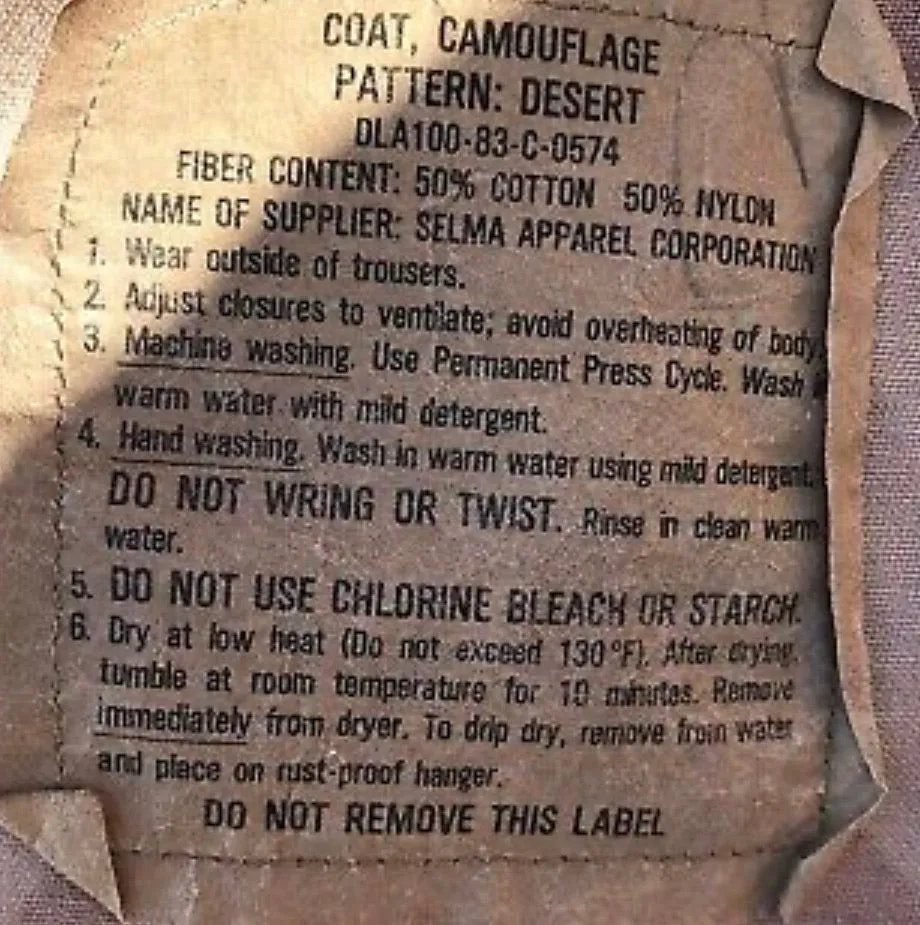 COAT, CAMOUFLAGE
PATTERN: DESERT
DLA100-83-C-0574
FIBER CONTENT: 50% COTTON 50% NYLON
NAME OF SUPPLIER: SELMA APPAREL CORPORATION
1. Wear outside of trousers.
2. Adjust closures to ventilate; avoid overheating of body
3. Machine washing. Use Permanent Press Cycle. Wash
warm water with mild detergent.
4. Hand washing. Wash in warm water using mild detergent.
DO NOT WRING OR TWIST. Rinse in clean warm
water.
5. DO NOT USE CHLORINE BLEACH OR STARCH.
6. Dry at low heat (Do not exceed 130°F). After drying,
tumble at room temperature for 10 minutes. Remove
immediately from dryer. To drip dry, remove from water
and place on rust-proof hanger.
DO NOT REMOVE THIS LABEL